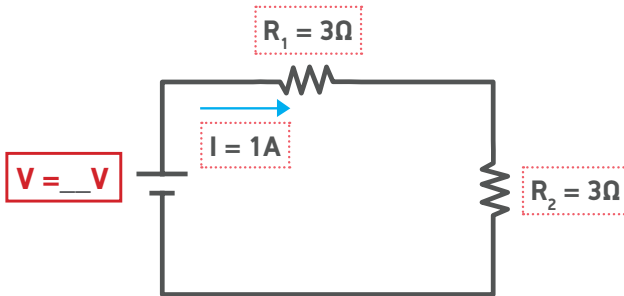 R₁ = 3Ω
I = 1A
V =__V
R₂ = 3Ω